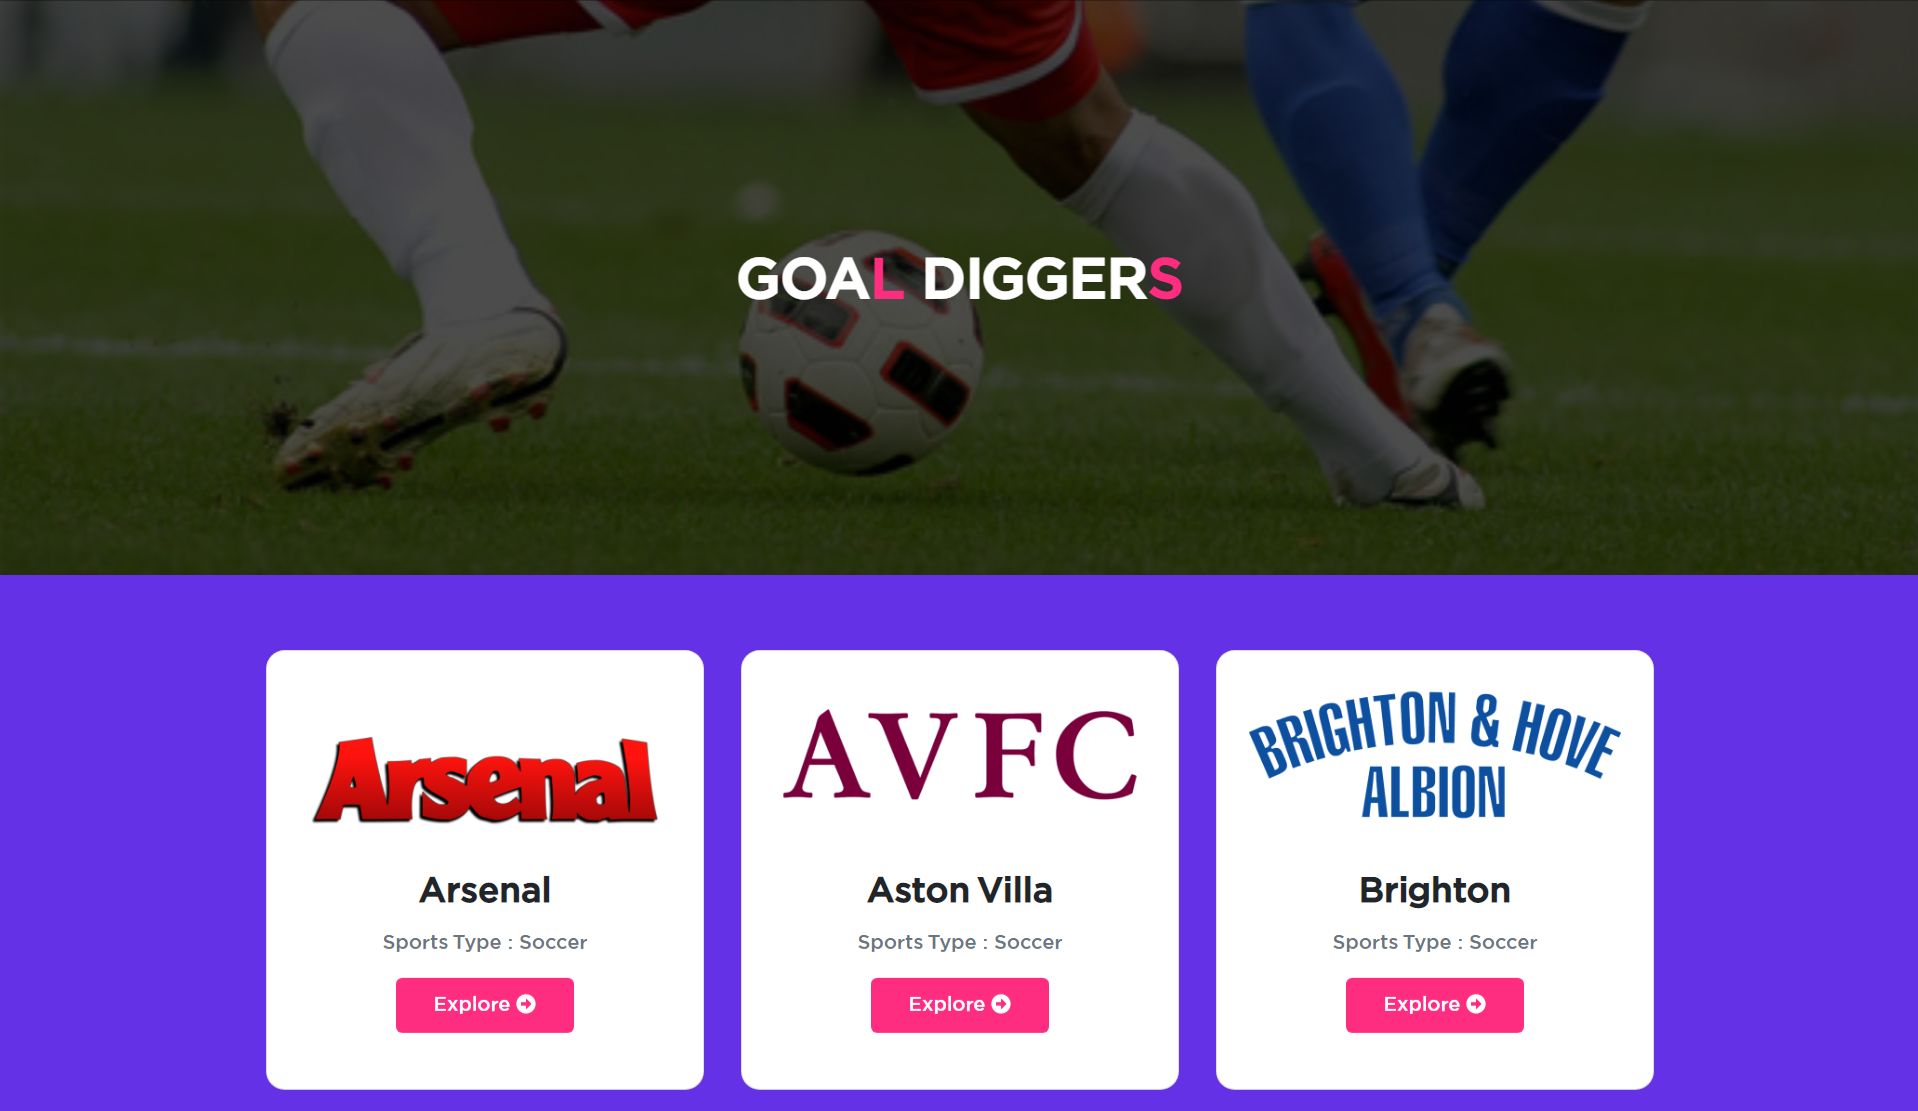 GOAL DIGGERS
Arsenal
Arsenal
Sports Type : Soccer
Explore
AVFC
Aston Villa
Sports Type : Soccer
Explore
BRIGHTON & HOVE
ALBION
Brighton
Sports Type : Soccer
Explore